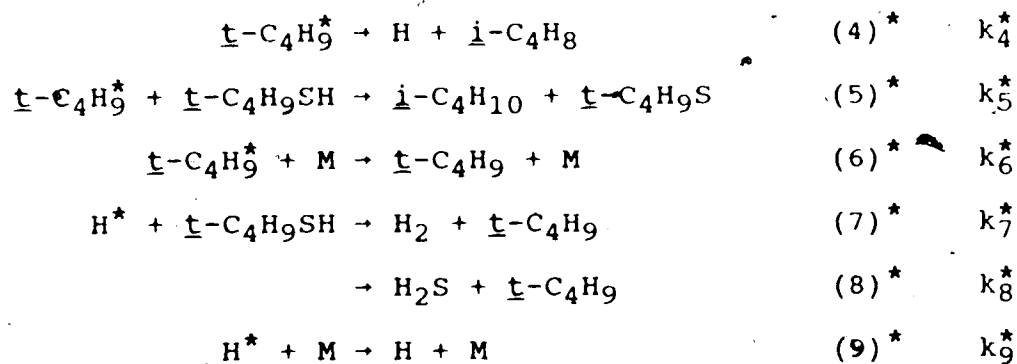 t-C4H9* → H + i-C4H8 (4)* k4*
t-C4H9* + t-C4H9SH → i-C4H10 + t-C4H9S (5)* k5*
t-C4H9* + M → t-C4H9 + M (6)* k6*
H* + t-C4H9SH → H2 + t-C4H9 (7)* k7*
→ H2S + t-C4H9 (8)* k8*
H* + M → H + M (9)* k9*